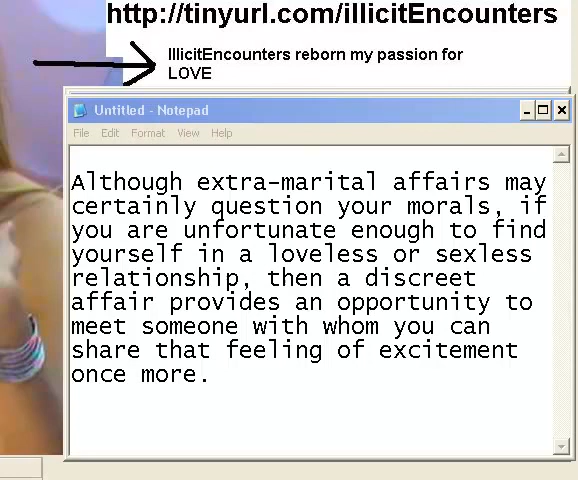 http://tinyurl.com/illicitEncounters
IllicitEncounters reborn my passion for
LOVE
Untitled - Notepad
File Edit Format View Help
Although extra-marital affairs may
certainly question your morals, if
you are unfortunate enough to find
yourself in a loveless or sexless
relationship, then a discreet
affair provides an opportunity to
meet someone with whom you can
share that feeling of excitement
once more.